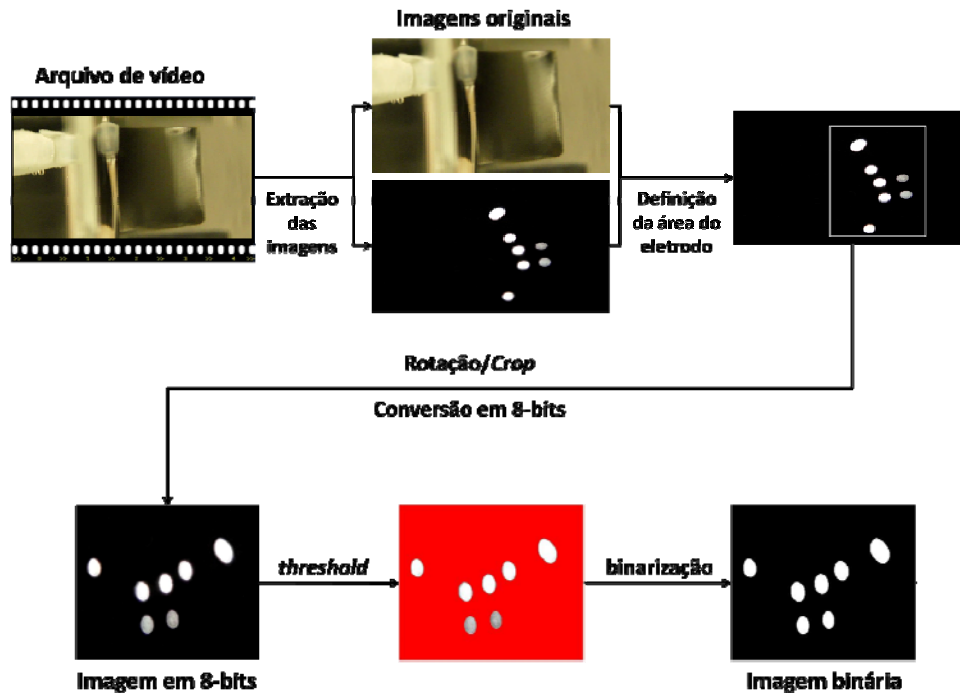 Imagens originais
Arquivo de vídeo
Extração
das
imagens
Definição
da área do
eletrodo
Rotação/Crop
Conversão em 8-bits
threshold
binarização
Imagem em 8-bits
Imagem binária